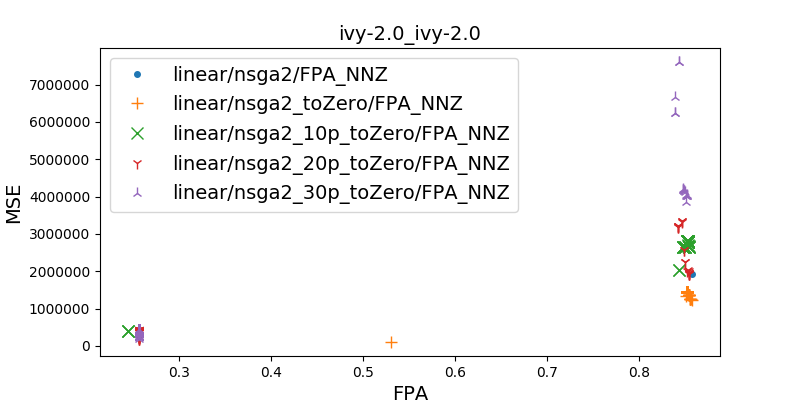 ivy-2.0_ivy-2.0
linear/nsga2/FPA_NNZ
linear/nsga2_toZero/FPA_NNZ
linear/nsga2_10p_toZero/FPA_NNZ
linear/nsga2_20p_toZero/FPA_NNZ
linear/nsga2_30p_toZero/FPA_NNZ
MSE
7000000
6000000
5000000
4000000
3000000
2000000
1000000
0
0.3
0.4
0.5
0.6
0.7
0.8
FPA